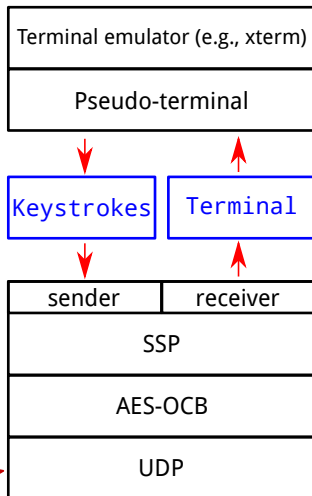 Terminal emulator (e.g., xterm)
Pseudo-terminal
Keystrokes
Terminal
sender
receiver
SSP
AES-OCB
UDP